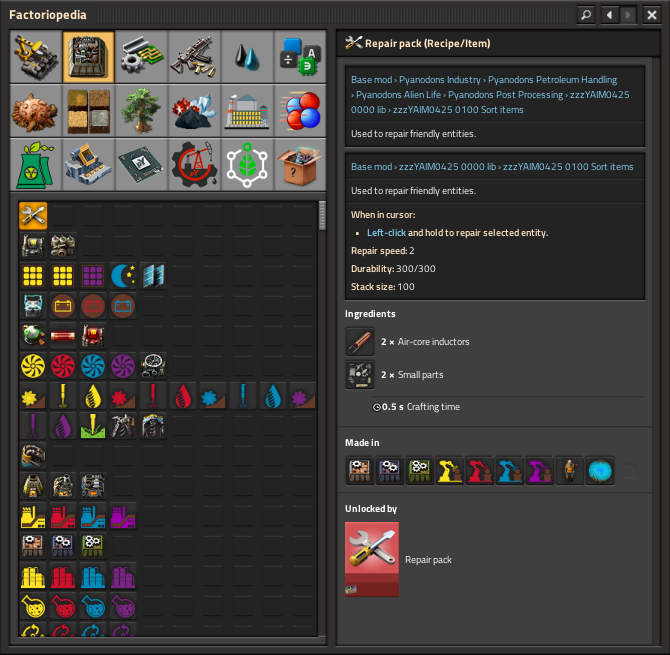 Factoriopedia
Repair pack (Recipe/Item)
Base mod › Pyanodons Industry › Pyanodons Petroleum Handling
› Pyanodons Alien Life › Pyanodons Post Processing › zzzYAIM0425
0000 lib › zzzYAIM0425 0100 Sort items
Used to repair friendly entities.
Base mod › zzzYAIM0425 0000 lib › zzzYAIM0425 0100 Sort items
Used to repair friendly entities.
When in cursor:
• Left-click and hold to repair selected entity.
Repair speed: 2
Durability: 300/300
Stack size: 100
Ingredients
2 × Air-core inductors
2 × Small parts
0.5 s Crafting time
Made in
Unlocked by
Repair pack